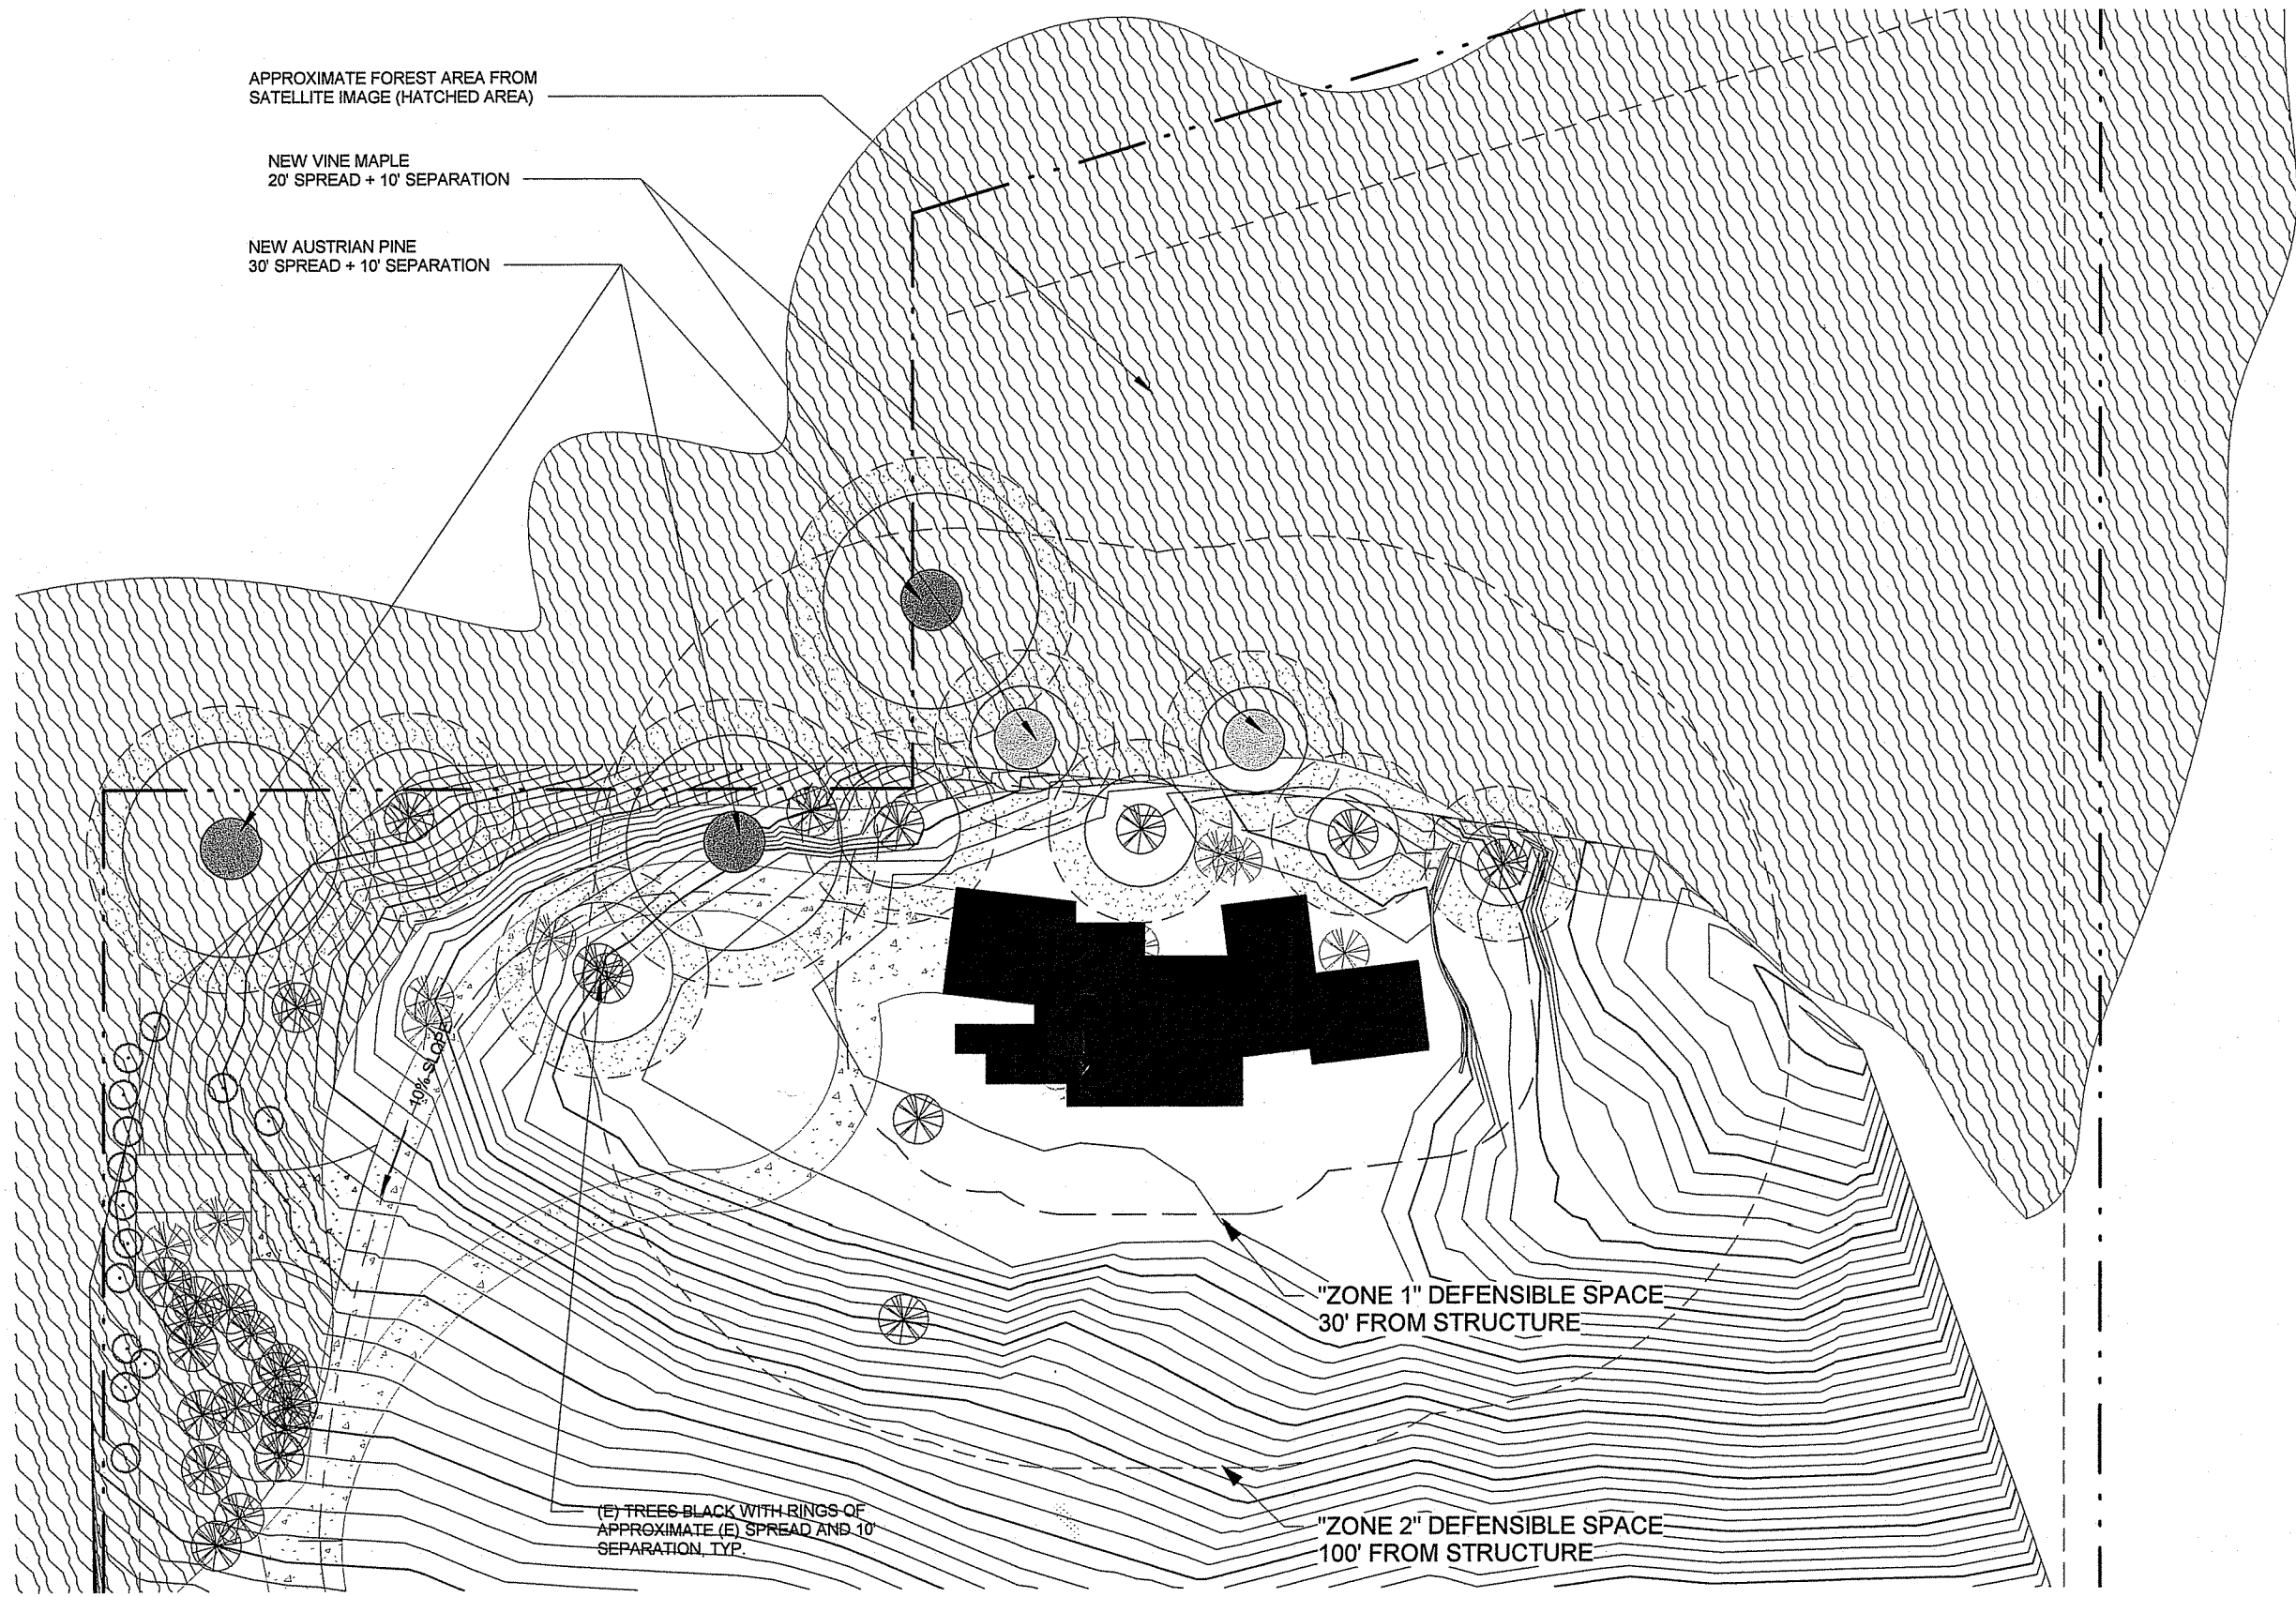 APPROXIMATE FOREST AREA FROM
SATELLITE IMAGE (HATCHED AREA)
NEW VINE MAPLE
20' SPREAD + 10' SEPARATION
NEW AUSTRIAN PINE
30' SPREAD + 10' SEPARATION
10% SLOPE
"ZONE 1" DEFENSIBLE SPACE
30' FROM STRUCTURE
(E) TREES BLACK WITH RINGS OF
APPROXIMATE (E) SPREAD AND 10'
SEPARATION, TYP.
"ZONE 2" DEFENSIBLE SPACE
100' FROM STRUCTURE